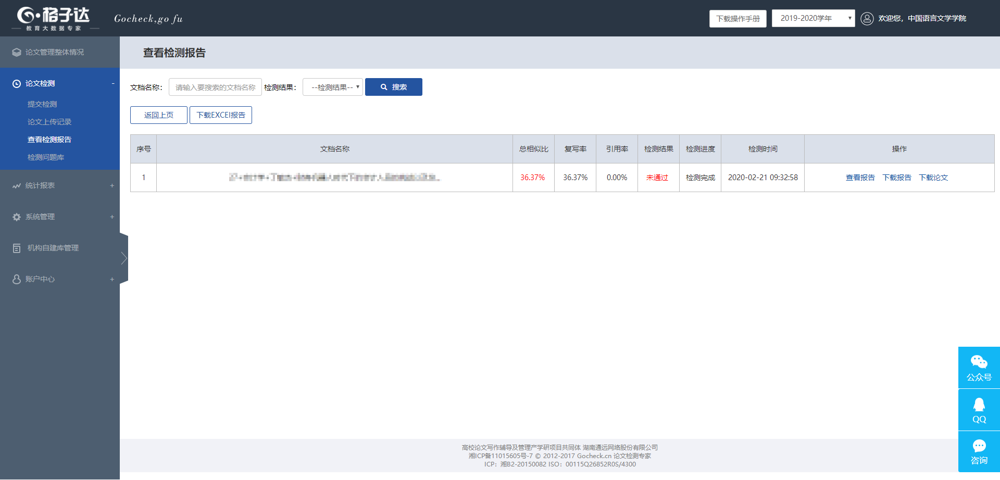 格子达
教育大数据专家
Gocheck,go fu
下载操作手册
2019-2020学年
欢迎您，中国语言文学学院
论文管理整体情况
论文检测 -
提交检测
论文上传记录
查看检测报告
检测问题库
统计报表 +
系统管理 +
机构自建库管理
账户中心 +
查看检测报告
文档名称： 请输入要搜索的文档名称 检测结果： --检测结果-- 搜索
返回上页 下载EXCEl报告
序号 文档名称 总相似比 复写率 引用率 检测结果 检测进度 检测时间 操作
1 36.37% 36.37% 0.00% 未通过 检测完成 2020-02-21 09:32:58 查看报告 下载报告 下载论文
公众号
QQ
咨询
高校论文写作辅导及管理产学研项目共同体 湖南通远网络股份有限公司
湘ICP备11015605号-7 © 2012-2017 Gocheck.cn 论文检测专家
ICP：湘B2-20150082 ISO：00115Q26852R0S/4300